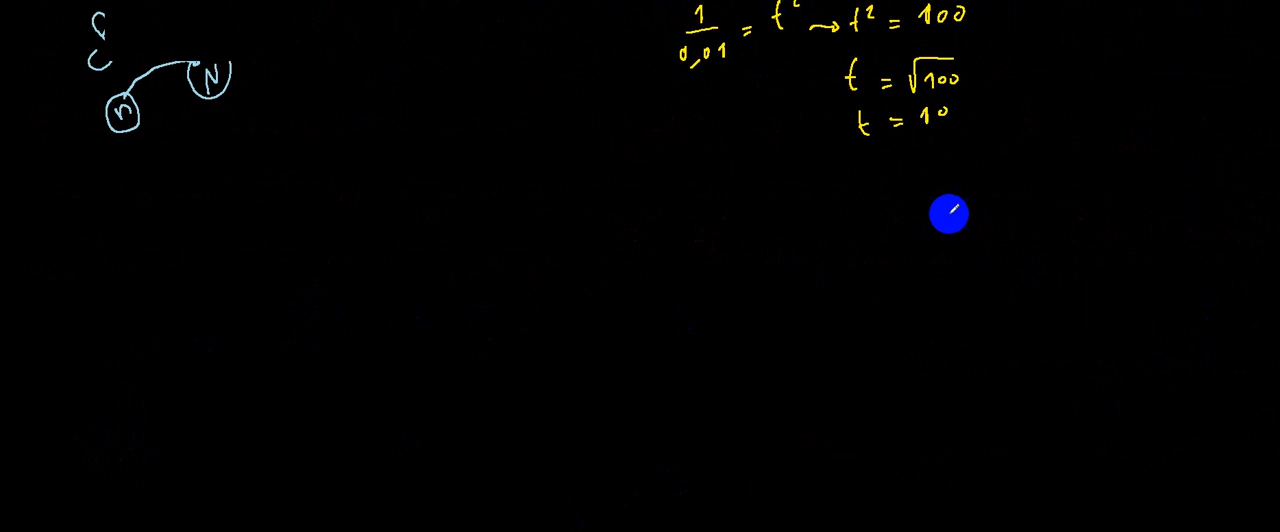 1/0,01 = t² → t² = 100
t = √100
t = 10
n N